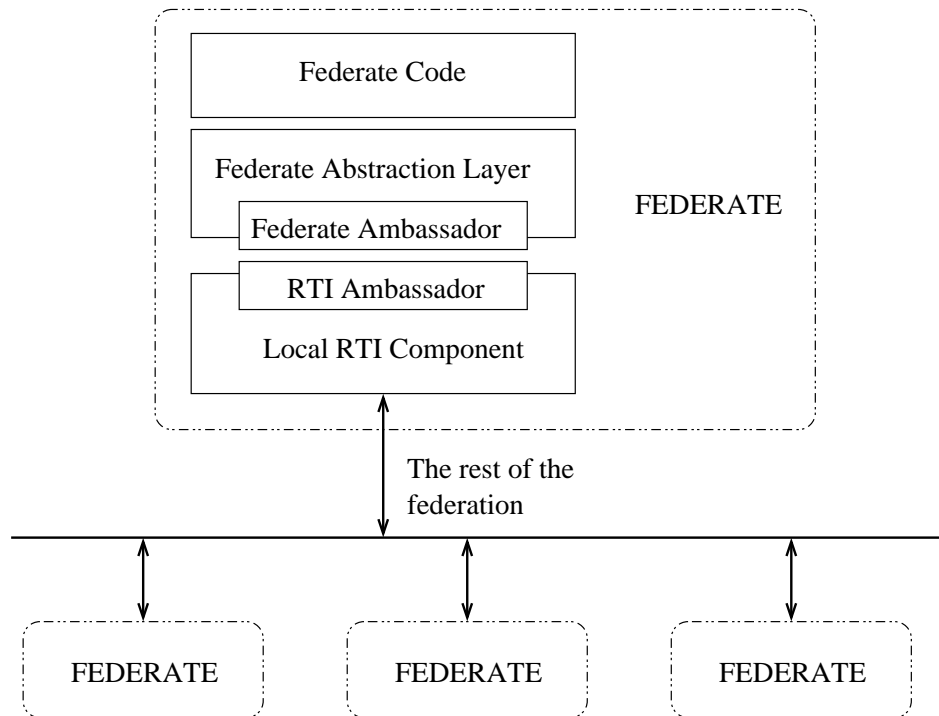 Federate Code
Federate Abstraction Layer
FEDERATE
Federate Ambassador
RTI Ambassador
Local RTI Component
The rest of the
federation
FEDERATE
FEDERATE
FEDERATE